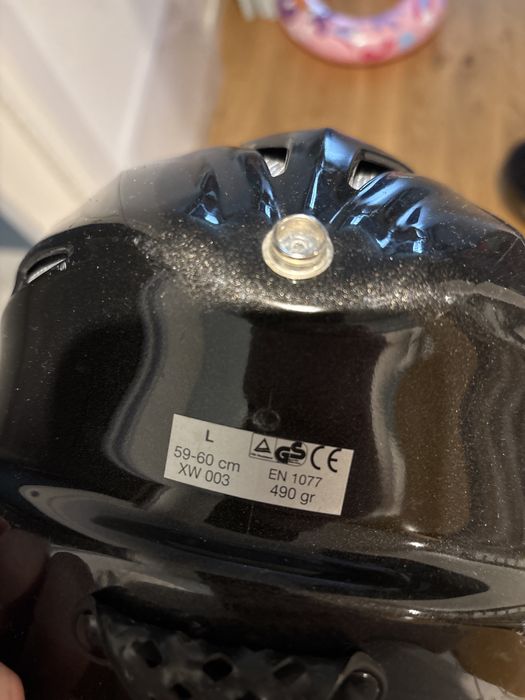 L
59-60 cm
XW 003
GS CE
EN 1077
490 gr